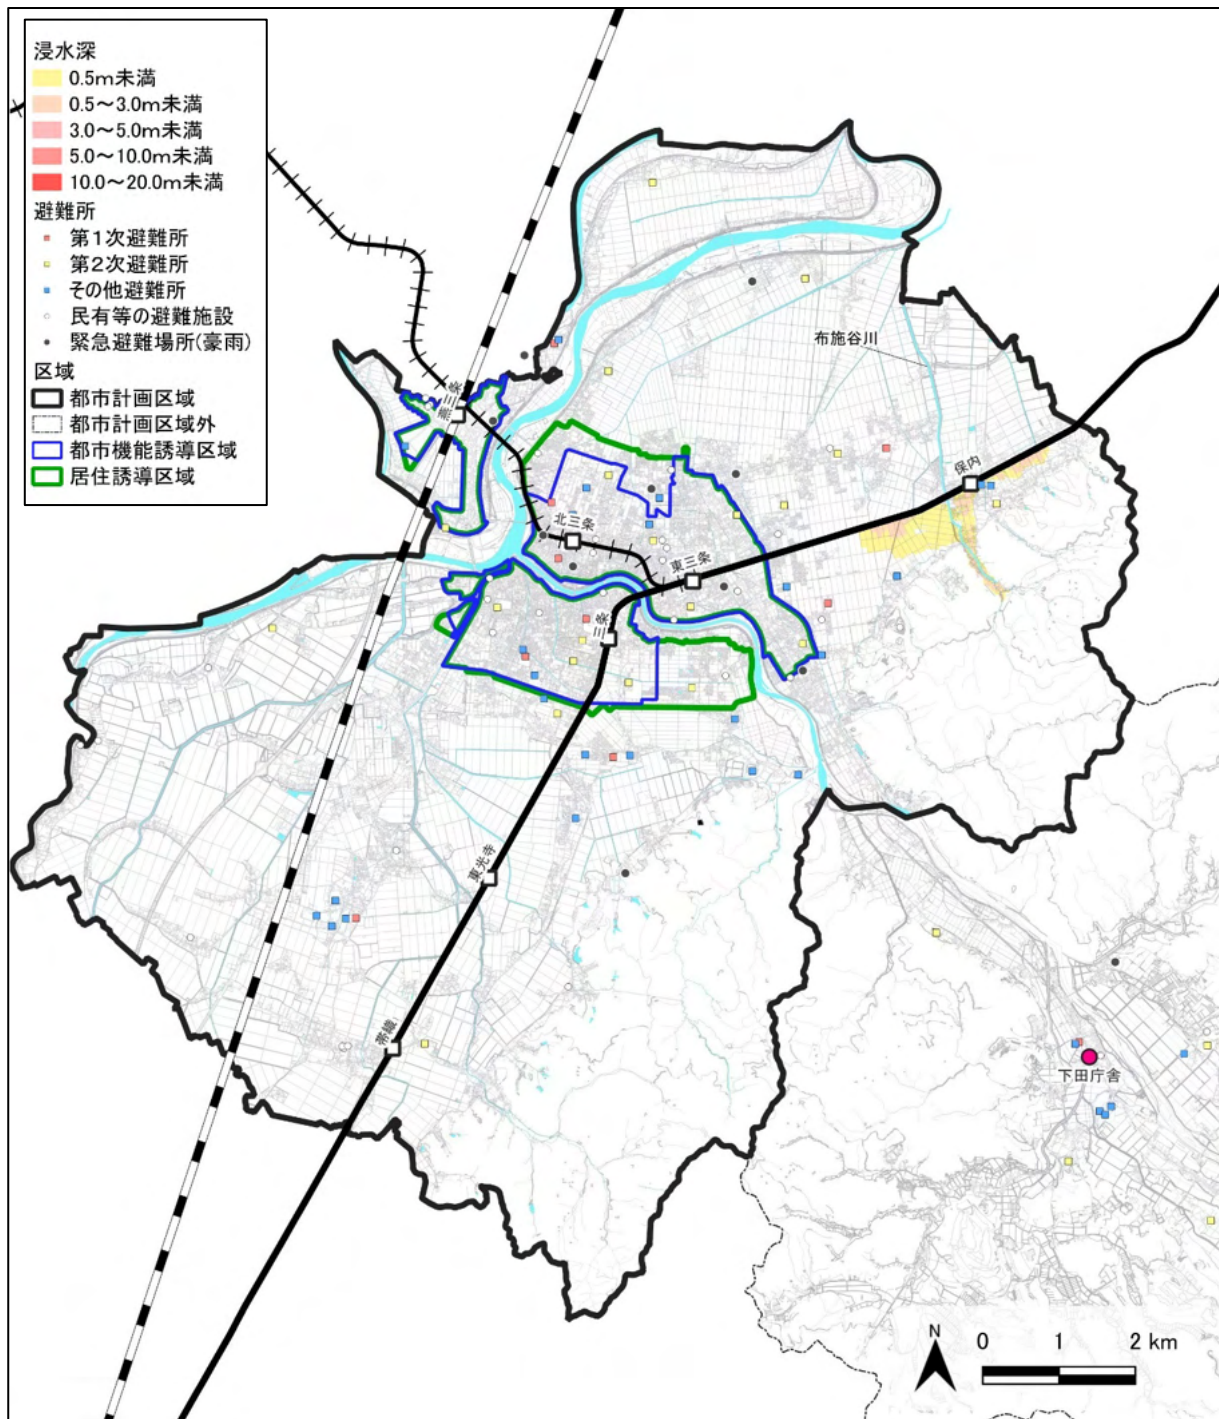 浸水深
0.5m未満
0.5～3.0m未満
3.0～5.0m未満
5.0～10.0m未満
10.0～20.0m未満
避難所
第1次避難所
第2次避難所
その他避難所
民有等の避難施設
緊急避難場所(豪雨)
区域
都市計画区域
都市計画区域外
都市機能誘導区域
居住誘導区域
布施谷川
燕三条
保内
北三条
東三条
三条
東光寺
帯織
下田庁舎
N
0 1 2 km